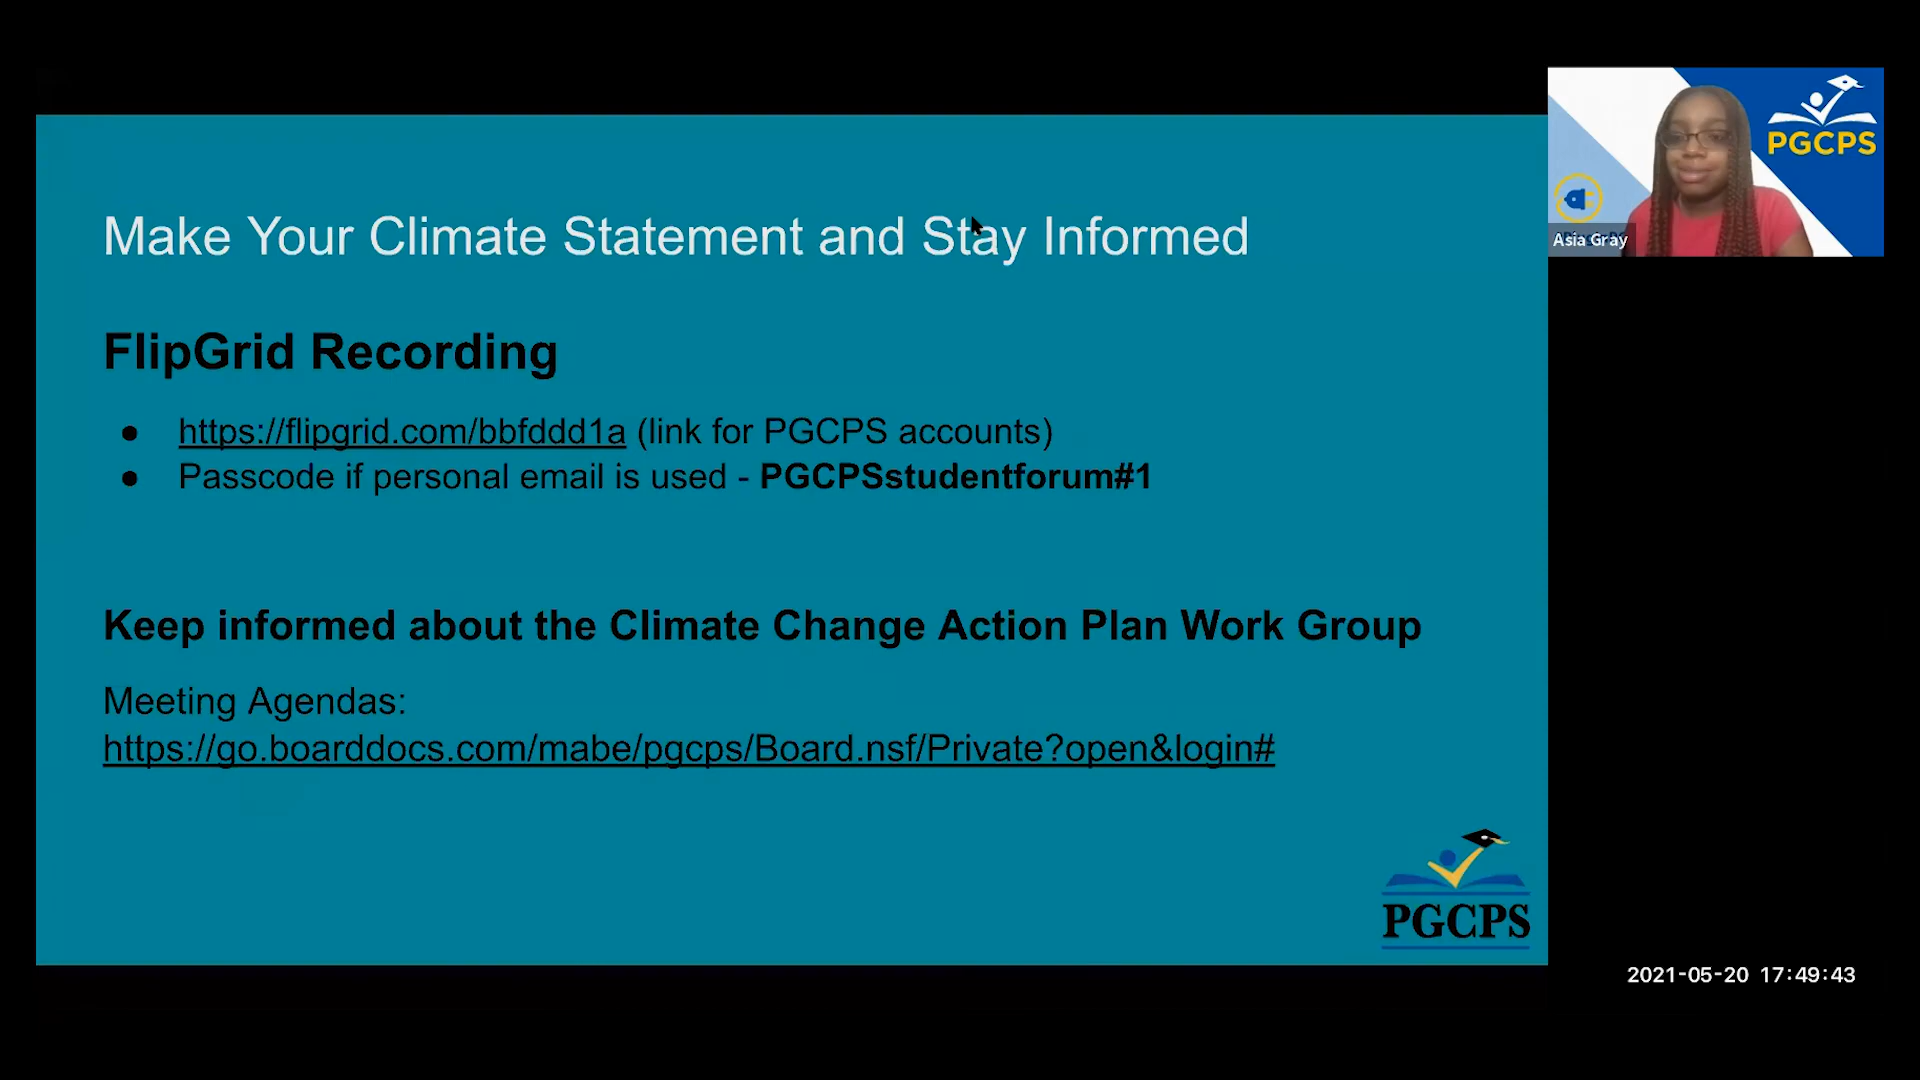 Make Your Climate Statement and Stay Informed
FlipGrid Recording
● https://flipgrid.com/bbfddd1a (link for PGCPS accounts)
● Passcode if personal email is used - PGCPSstudentforum#1
Keep informed about the Climate Change Action Plan Work Group
Meeting Agendas:
https://go.boarddocs.com/mabe/pgcps/Board.nsf/Private?open&login#
PGCPS
PGCPS
Asia Gray
2021-05-20 17:49:43